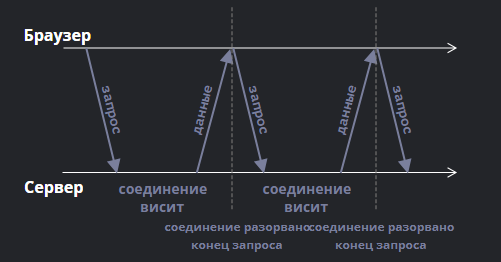 Браузер
запрос
данные
запрос
данные
запрос
Сервер
соединение
висит
соединение
висит
соединение разорвано
конец запроса
соединение разорвано
конец запроса